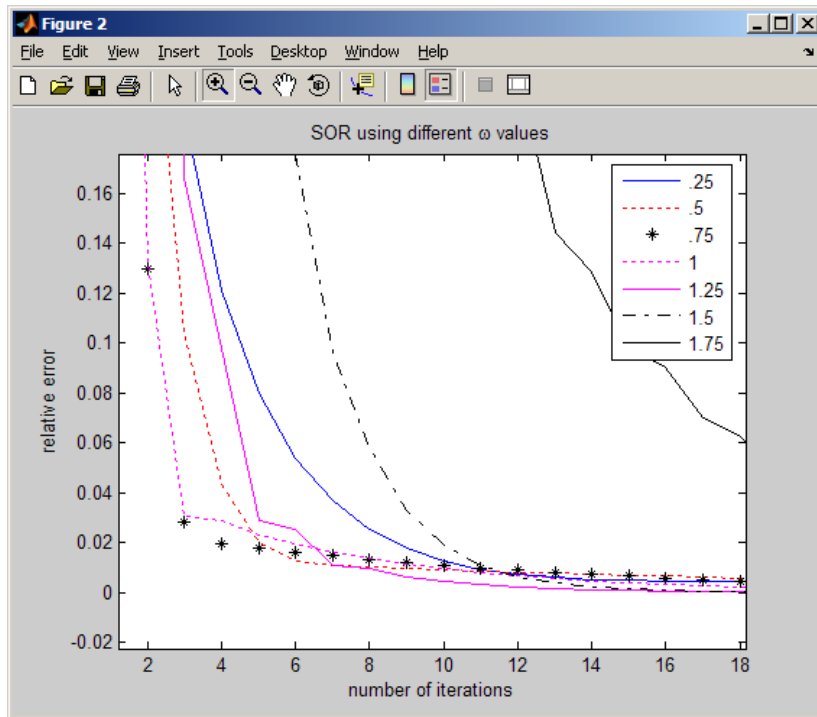 Figure 2
File Edit View Insert Tools Desktop Window Help
SOR using different ω values
0.16
0.14
0.12
0.1
0.08
0.06
0.04
0.02
0
-0.02
relative error
.25
.5
.75
1
1.25
1.5
1.75
2 4 6 8 10 12 14 16 18
number of iterations